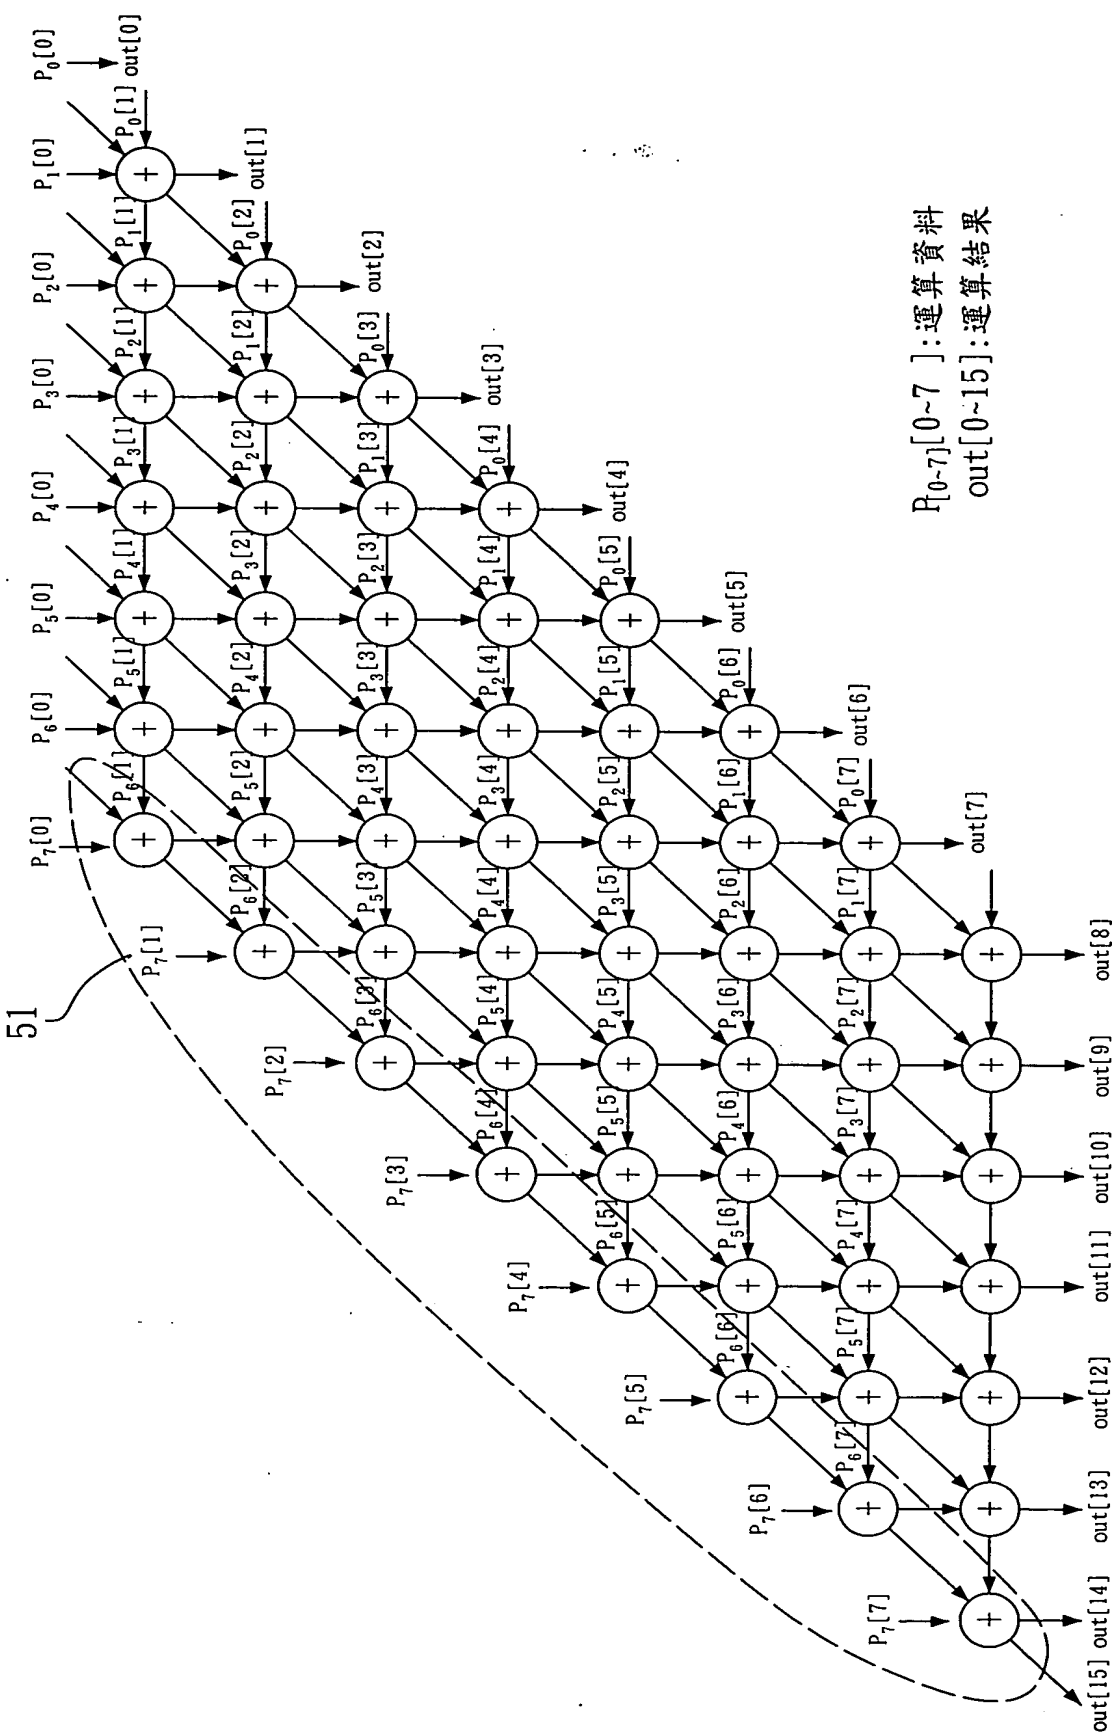 51
P₇[0]
P₆[0]
P₅[0]
P₄[0]
P₃[0]
P₂[0]
P₁[0]
P₀[0]
P₆[1]
P₅[1]
P₄[1]
P₃[1]
P₂[1]
P₁[1]
P₀[1]
out[0]
P₇[1]
P₆[2]
P₅[2]
P₄[2]
P₃[2]
P₂[2]
P₁[2]
P₀[2]
out[1]
P₇[2]
P₆[3]
P₅[3]
P₄[3]
P₃[3]
P₂[3]
P₁[3]
P₀[3]
out[2]
P₇[3]
P₆[4]
P₅[4]
P₄[4]
P₃[4]
P₂[4]
P₁[4]
P₀[4]
out[3]
P₇[4]
P₆[5]
P₅[5]
P₄[5]
P₃[5]
P₂[5]
P₁[5]
P₀[5]
out[4]
P₇[5]
P₆[6]
P₅[6]
P₄[6]
P₃[6]
P₂[6]
P₁[6]
P₀[6]
out[5]
P₇[6]
P₆[7]
P₅[7]
P₄[7]
P₃[7]
P₂[7]
P₁[7]
P₀[7]
out[6]
P₇[7]
out[7]
out[15]
out[14]
out[13]
out[12]
out[11]
out[10]
out[9]
out[8]
P[0~7][0~7 ]:運算資料
out[0~15]:運算結果